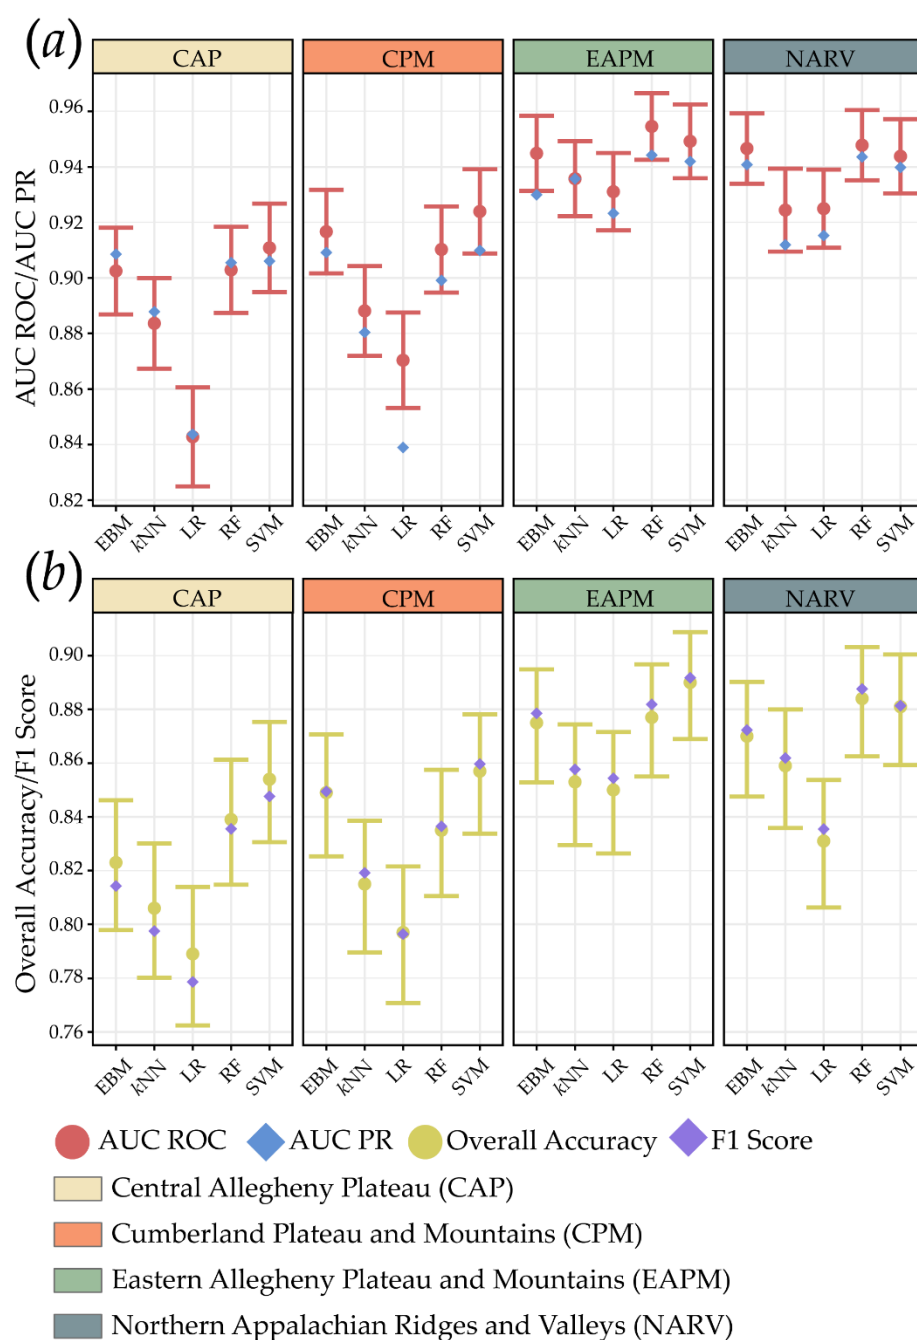 (a)
CAP CPM EAPM NARV
AUC ROC/AUC PR
0.96
0.94
0.92
0.90
0.88
0.86
0.84
0.82
EBM kNN LR RF SVM EBM kNN LR RF SVM EBM kNN LR RF SVM EBM kNN LR RF SVM
(b)
CAP CPM EAPM NARV
Overall Accuracy/F1 Score
0.90
0.88
0.86
0.84
0.82
0.80
0.78
0.76
EBM kNN LR RF SVM EBM kNN LR RF SVM EBM kNN LR RF SVM EBM kNN LR RF SVM
AUC ROC AUC PR Overall Accuracy F1 Score
Central Allegheny Plateau (CAP)
Cumberland Plateau and Mountains (CPM)
Eastern Allegheny Plateau and Mountains (EAPM)
Northern Appalachian Ridges and Valleys (NARV)